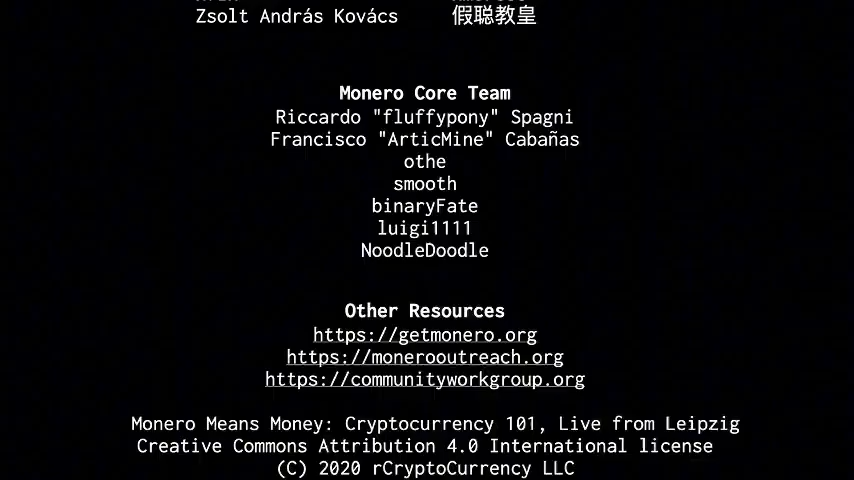 Zsolt András Kovács 假聪教皇
Monero Core Team
Riccardo "fluffypony" Spagni
Francisco "ArticMine" Cabañas
othe
smooth
binaryFate
luigi1111
NoodleDoodle
Other Resources
https://getmonero.org
https://monerooutreach.org
https://communityworkgroup.org
Monero Means Money: Cryptocurrency 101, Live from Leipzig
Creative Commons Attribution 4.0 International license
(C) 2020 rCryptoCurrency LLC